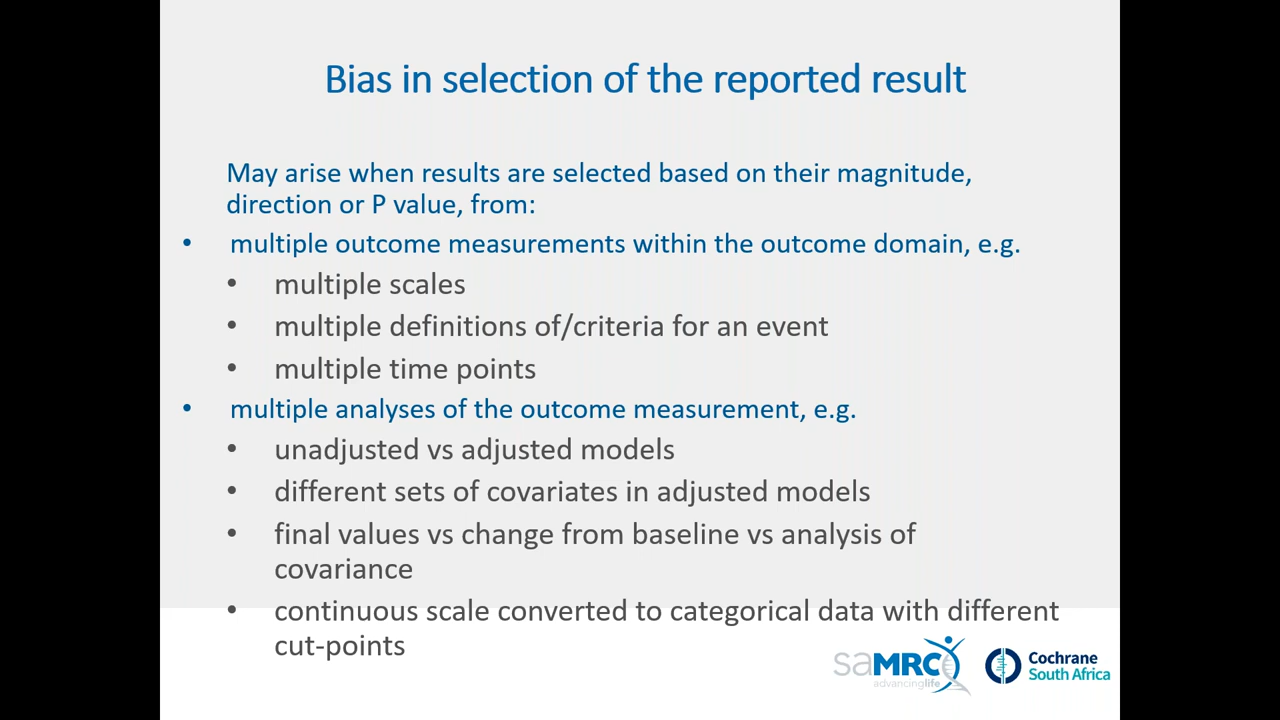 Bias in selection of the reported result
May arise when results are selected based on their magnitude,
direction or P value, from:
• multiple outcome measurements within the outcome domain, e.g.
• multiple scales
• multiple definitions of/criteria for an event
• multiple time points
• multiple analyses of the outcome measurement, e.g.
• unadjusted vs adjusted models
• different sets of covariates in adjusted models
• final values vs change from baseline vs analysis of
covariance
• continuous scale converted to categorical data with different
cut-points
saMRC
advancinglife
Cochrane
South Africa